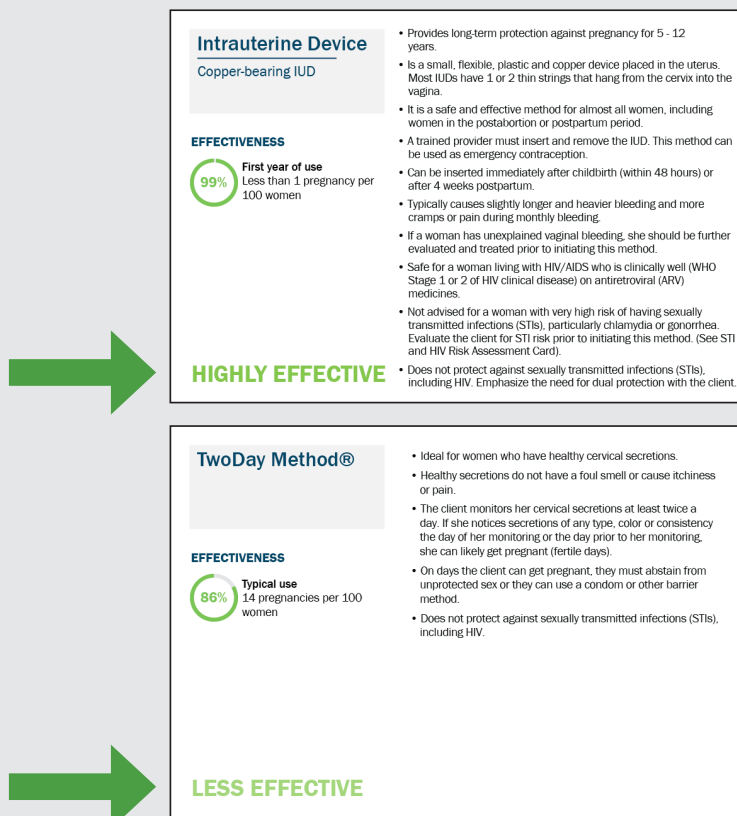 Intrauterine Device
Copper-bearing IUD
EFFECTIVENESS
99%
First year of use
Less than 1 pregnancy per
100 women
HIGHLY EFFECTIVE
• Provides long-term protection against pregnancy for 5 - 12
years.
• Is a small, flexible, plastic and copper device placed in the uterus.
Most IUDs have 1 or 2 thin strings that hang from the cervix into the
vagina.
• It is a safe and effective method for almost all women, including
women in the postabortion or postpartum period.
• A trained provider must insert and remove the IUD. This method can
be used as emergency contraception.
• Can be inserted immediately after childbirth (within 48 hours) or
after 4 weeks postpartum.
• Typically causes slightly longer and heavier bleeding and more
cramps or pain during monthly bleeding.
• If a woman has unexplained vaginal bleeding, she should be further
evaluated and treated prior to initiating this method.
• Safe for a woman living with HIV/AIDS who is clinically well (WHO
Stage 1 or 2 of HIV clinical disease) on antiretroviral (ARV)
medicines.
• Not advised for a woman with very high risk of having sexually
transmitted infections (STIs), particularly chlamydia or gonorrhea.
Evaluate the client for STI risk prior to initiating this method. (See STI
and HIV Risk Assessment Card).
• Does not protect against sexually transmitted infections (STIs),
including HIV. Emphasize the need for dual protection with the client.
TwoDay Method®
EFFECTIVENESS
86%
Typical use
14 pregnancies per 100
women
LESS EFFECTIVE
• Ideal for women who have healthy cervical secretions.
• Healthy secretions do not have a foul smell or cause itchiness
or pain.
• The client monitors her cervical secretions at least twice a
day. If she notices secretions of any type, color or consistency
the day of her monitoring or the day prior to her monitoring,
she can likely get pregnant (fertile days).
• On days the client can get pregnant, they must abstain from
unprotected sex or they can use a condom or other barrier
method.
• Does not protect against sexually transmitted infections (STIs),
including HIV.